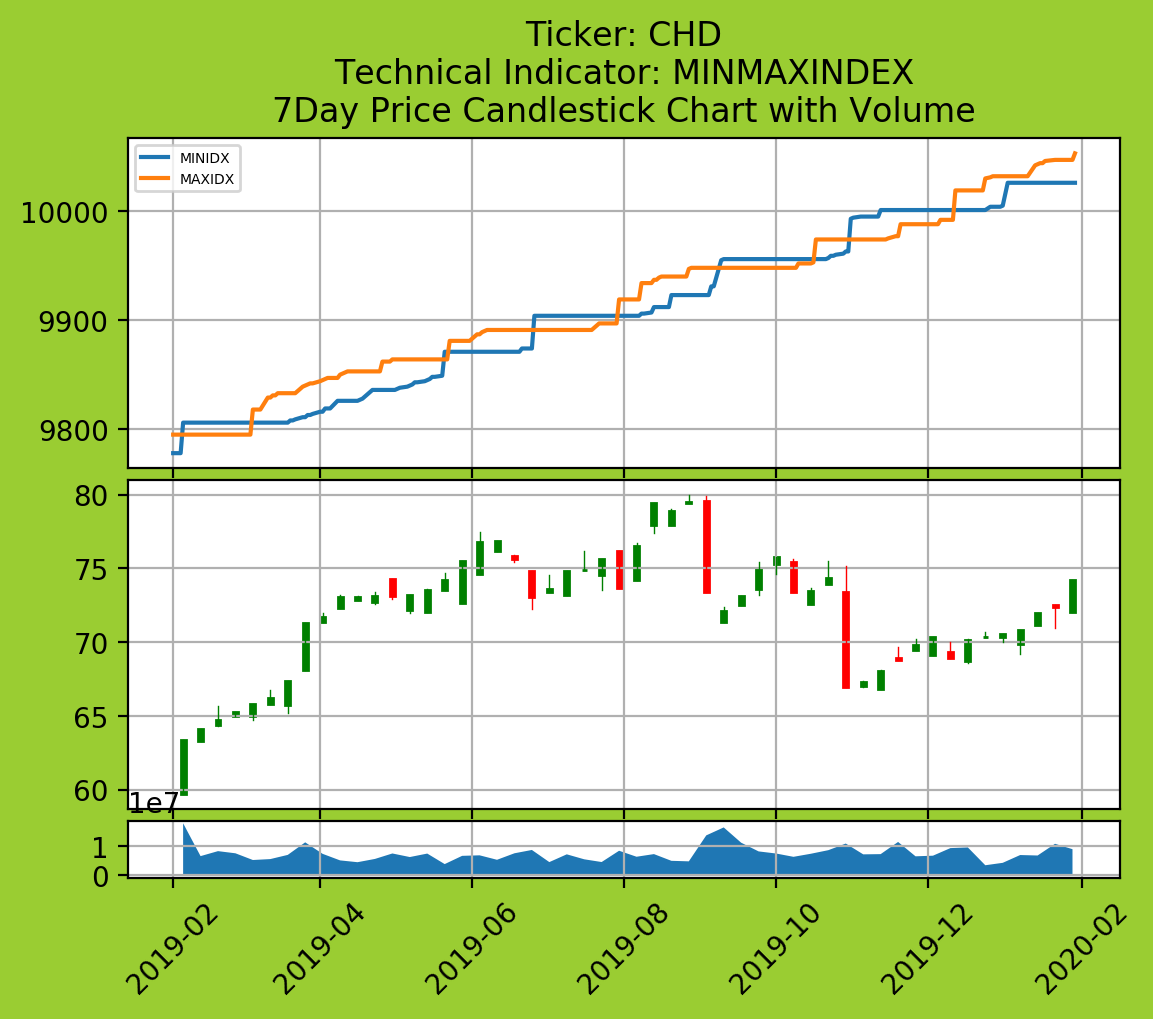 Ticker: CHD
Technical Indicator: MINMAXINDEX
7Day Price Candlestick Chart with Volume
MINIDX
MAXIDX
10000
9900
9800
80
75
70
65
60
1e7
1
0
2019-02
2019-04
2019-06
2019-08
2019-10
2019-12
2020-02